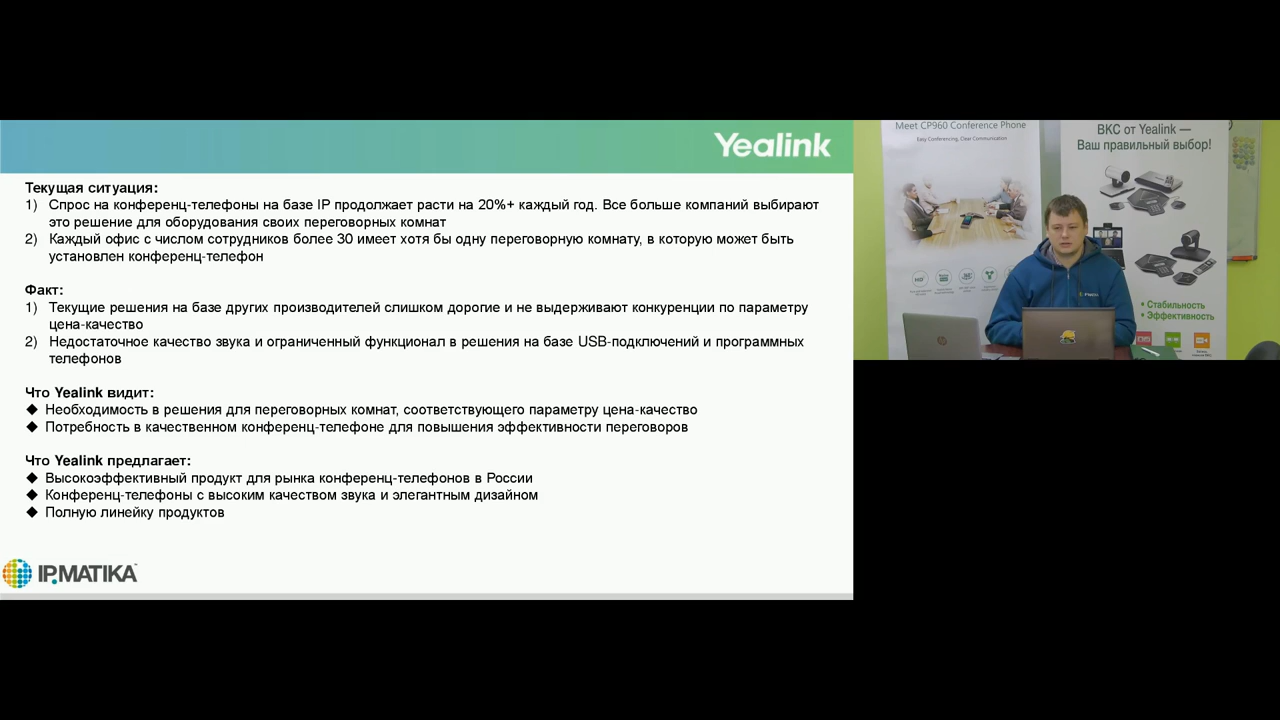 Yealink
Текущая ситуация:
1) Спрос на конференц-телефоны на базе IP продолжает расти на 20%+ каждый год. Все больше компаний выбирают
это решение для оборудования своих переговорных комнат
2) Каждый офис с числом сотрудников более 30 имеет хотя бы одну переговорную комнату, в которую может быть
установлен конференц-телефон
Факт:
1) Текущие решения на базе других производителей слишком дорогие и не выдерживают конкуренции по параметру
цена-качество
2) Недостаточное качество звука и ограниченный функционал в решения на базе USB-подключений и программных
телефонов
Что Yealink видит:
◆ Необходимость в решения для переговорных комнат, соответствующего параметру цена-качество
◆ Потребность в качественном конференц-телефоне для повышения эффективности переговоров
Что Yealink предлагает:
◆ Высокоэффективный продукт для рынка конференц-телефонов в России
◆ Конференц-телефоны с высоким качеством звука и элегантным дизайном
◆ Полную линейку продуктов
IPMATIKA
Meet CP960 Conference Phone
Easy Conferencing, Clear Communication
ВКС от Yealink —
Ваш правильный выбор!
• Стабильность
• Эффективность